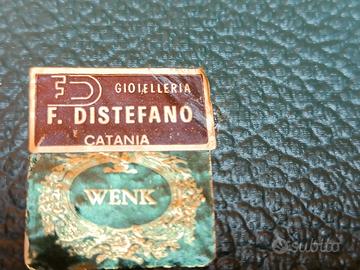 FD GIOIELLERIA
F. DISTEFANO
CATANIA
WENK
subito